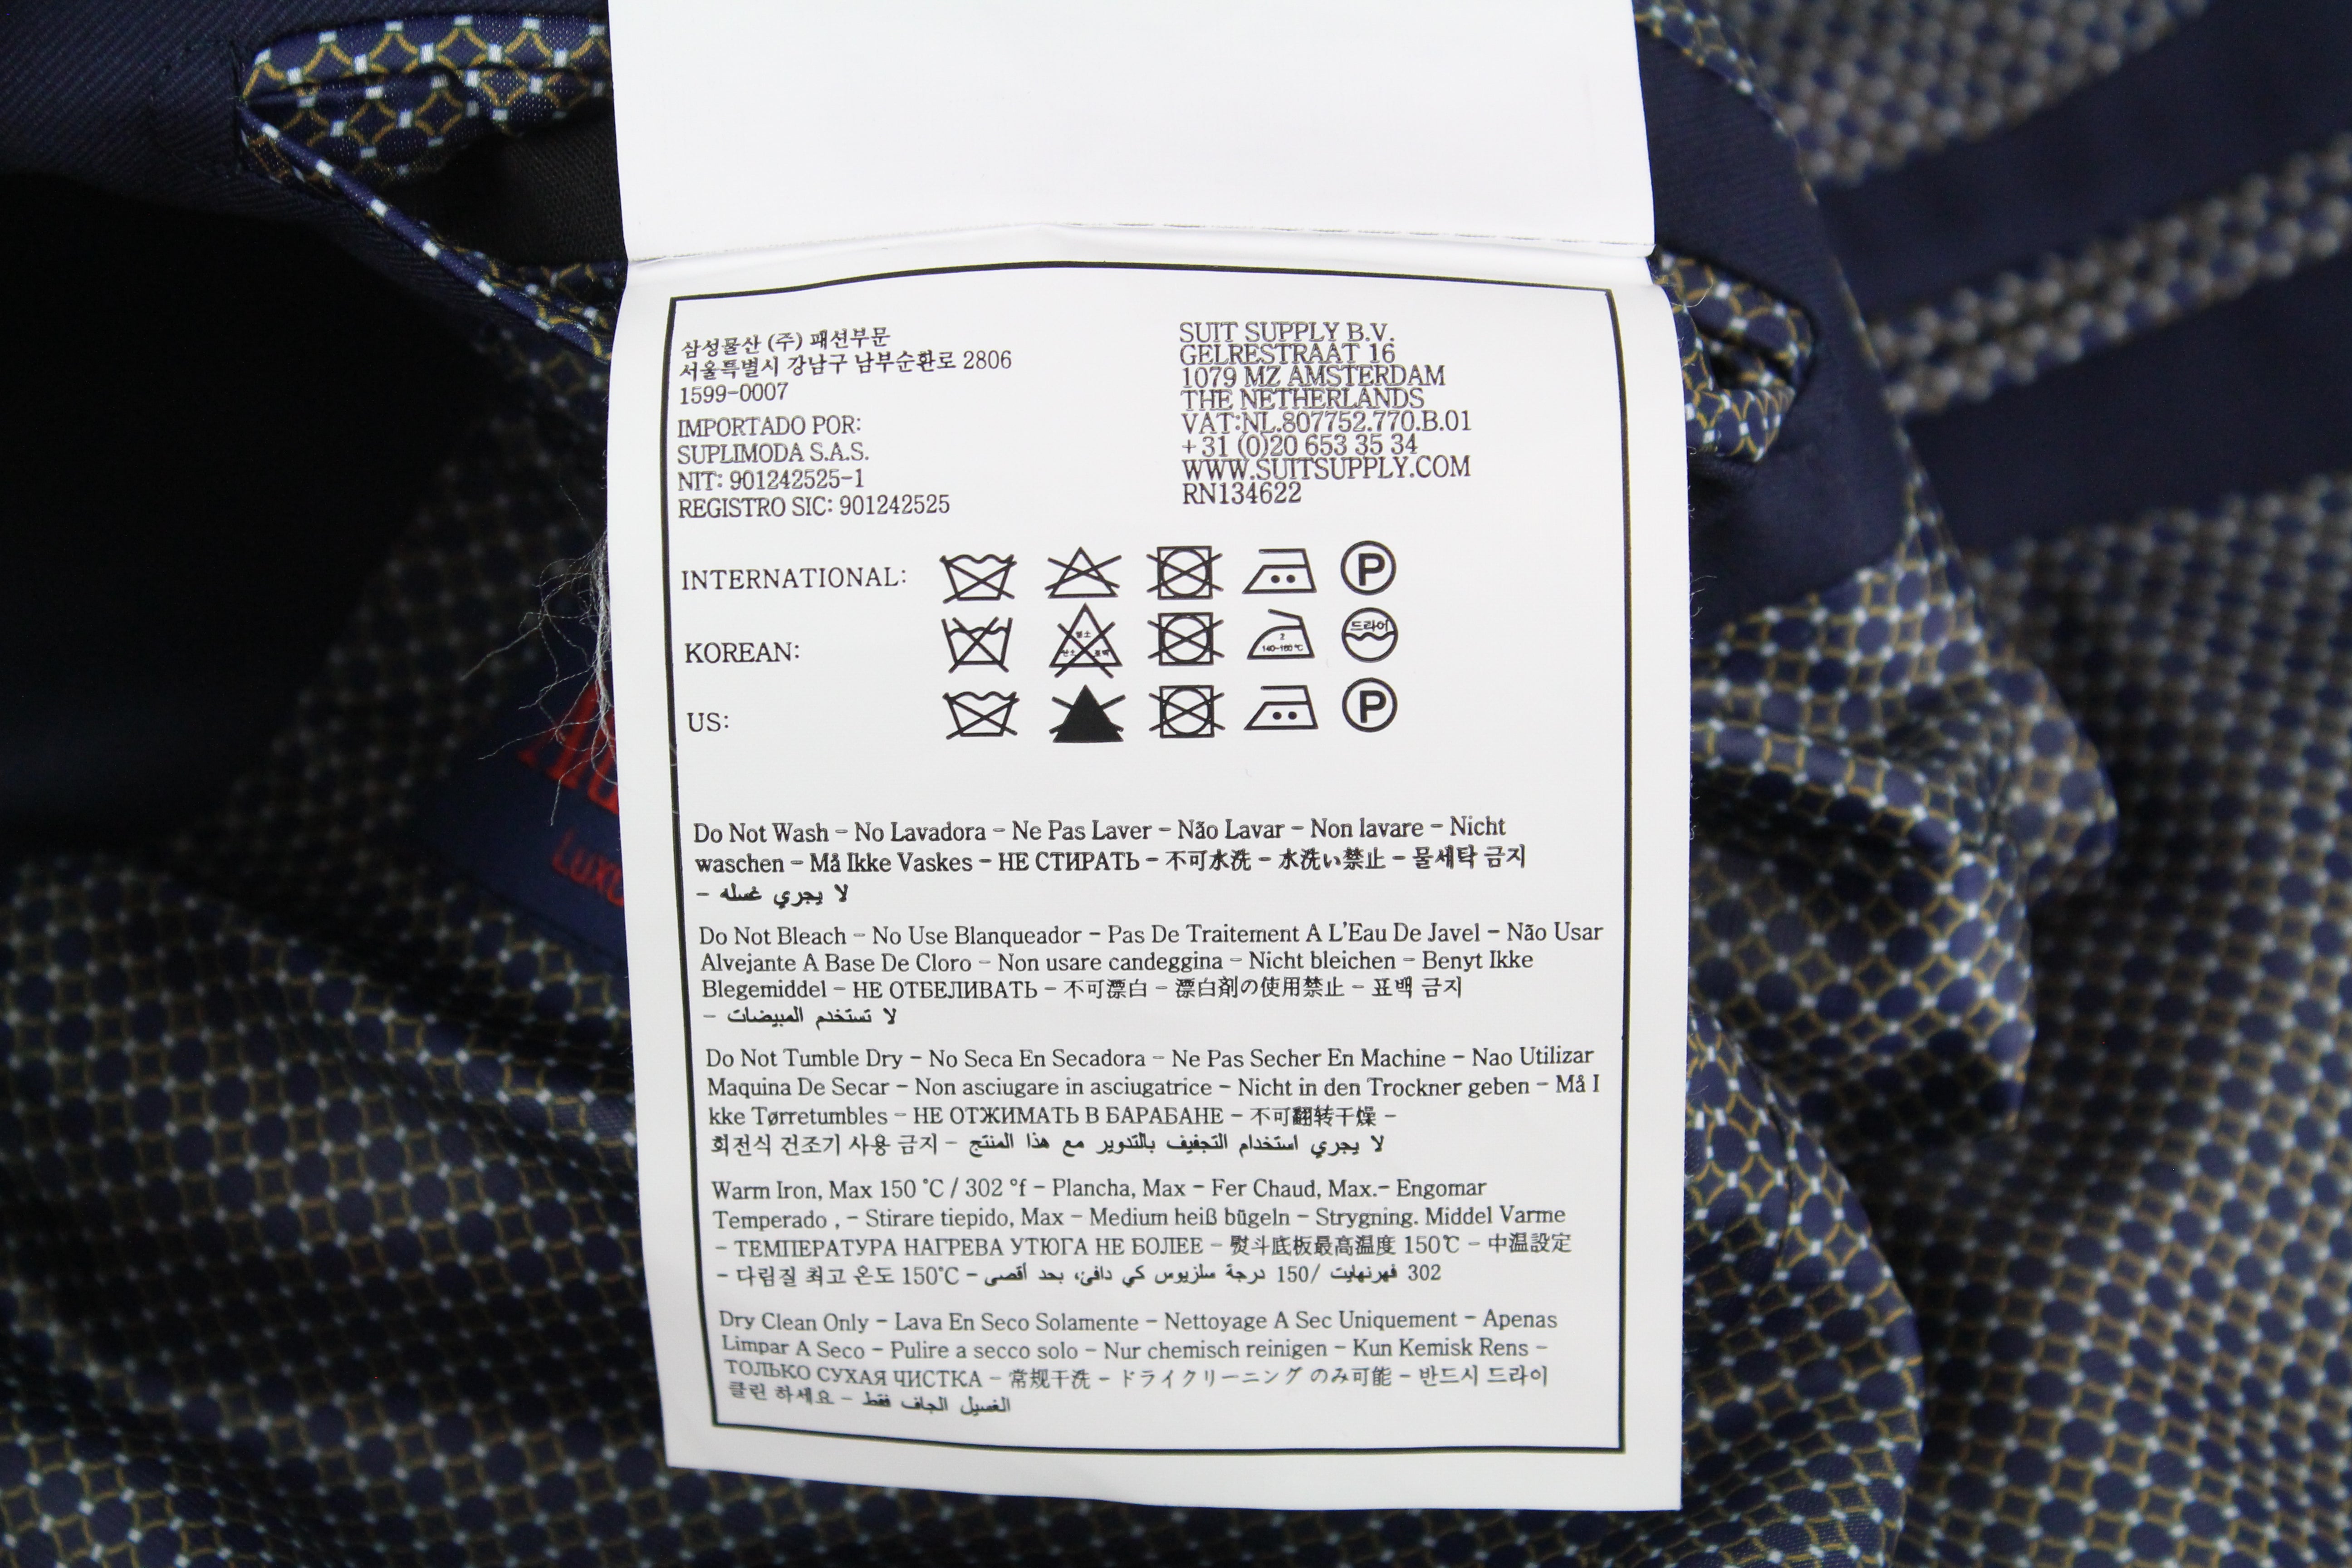 삼성물산 (주) 패션부문
서울특별시 강남구 남부순환로 2806
1599-0007
IMPORTADO POR:
SUPLIMODA S.A.S.
NIT: 901242525-1
REGISTRO SIC: 901242525
SUIT SUPPLY B.V.
GELRESTRAAT 16
1079 MZ AMSTERDAM
THE NETHERLANDS
VAT:NL.807752.770.B.01
+31 (0)20 653 35 34
WWW.SUITSUPPLY.COM
RN134622
INTERNATIONAL:
P
KOREAN:
2
140-160 °C
드라이
US:
P
Do Not Wash - No Lavadora - Ne Pas Laver - Não Lavar - Non lavare - Nicht
waschen - Må Ikke Vaskes - НЕ СТИРАТЬ - 不可水洗 - 水洗い禁止 - 물세탁 금지
- لا يجري غسله
Do Not Bleach - No Use Blanqueador - Pas De Traitement A L'Eau De Javel - Não Usar
Alvejante A Base De Cloro - Non usare candeggina - Nicht bleichen - Benyt Ikke
Blegemiddel - НЕ ОТБЕЛИВАТЬ - 不可漂白 - 漂白剤の使用禁止 - 표백 금지
- لا تستخدم المبيضات
Do Not Tumble Dry - No Seca En Secadora - Ne Pas Secher En Machine - Nao Utilizar
Maquina De Secar - Non asciugare in asciugatrice - Nicht in den Trockner geben - Må I
kke Tørretumbles - НЕ ОТЖИМАТЬ В БАРАБАНЕ - 不可翻转干燥 -
회전식 건조기 사용 금지 - لا يجري استخدام التجفيف بالتدوير مع هذا المنتج
Warm Iron, Max 150 °C / 302 °f - Plancha, Max - Fer Chaud, Max.- Engomar
Temperado , - Stirare tiepido, Max - Medium heiß bügeln - Strygning. Middel Varme
- ТЕМПЕРАТУРА НАГРЕВА УТЮГА НЕ БОЛЕЕ - 熨斗底板最高温度 150℃ - 中温設定
- 다림질 최고 온도 150℃ - كي دافئ، بحد أقصى 150 درجة سلزيوس/ 302 فهرنهايت
Dry Clean Only - Lava En Seco Solamente - Nettoyage A Sec Uniquement - Apenas
Limpar A Seco - Pulire a secco solo - Nur chemisch reinigen - Kun Kemisk Rens -
ТОЛЬКО СУХАЯ ЧИСТКА - 常规干洗 - ドライクリーニング のみ可能 - 반드시 드라이
클린 하세요 - الغسيل الجاف فقط